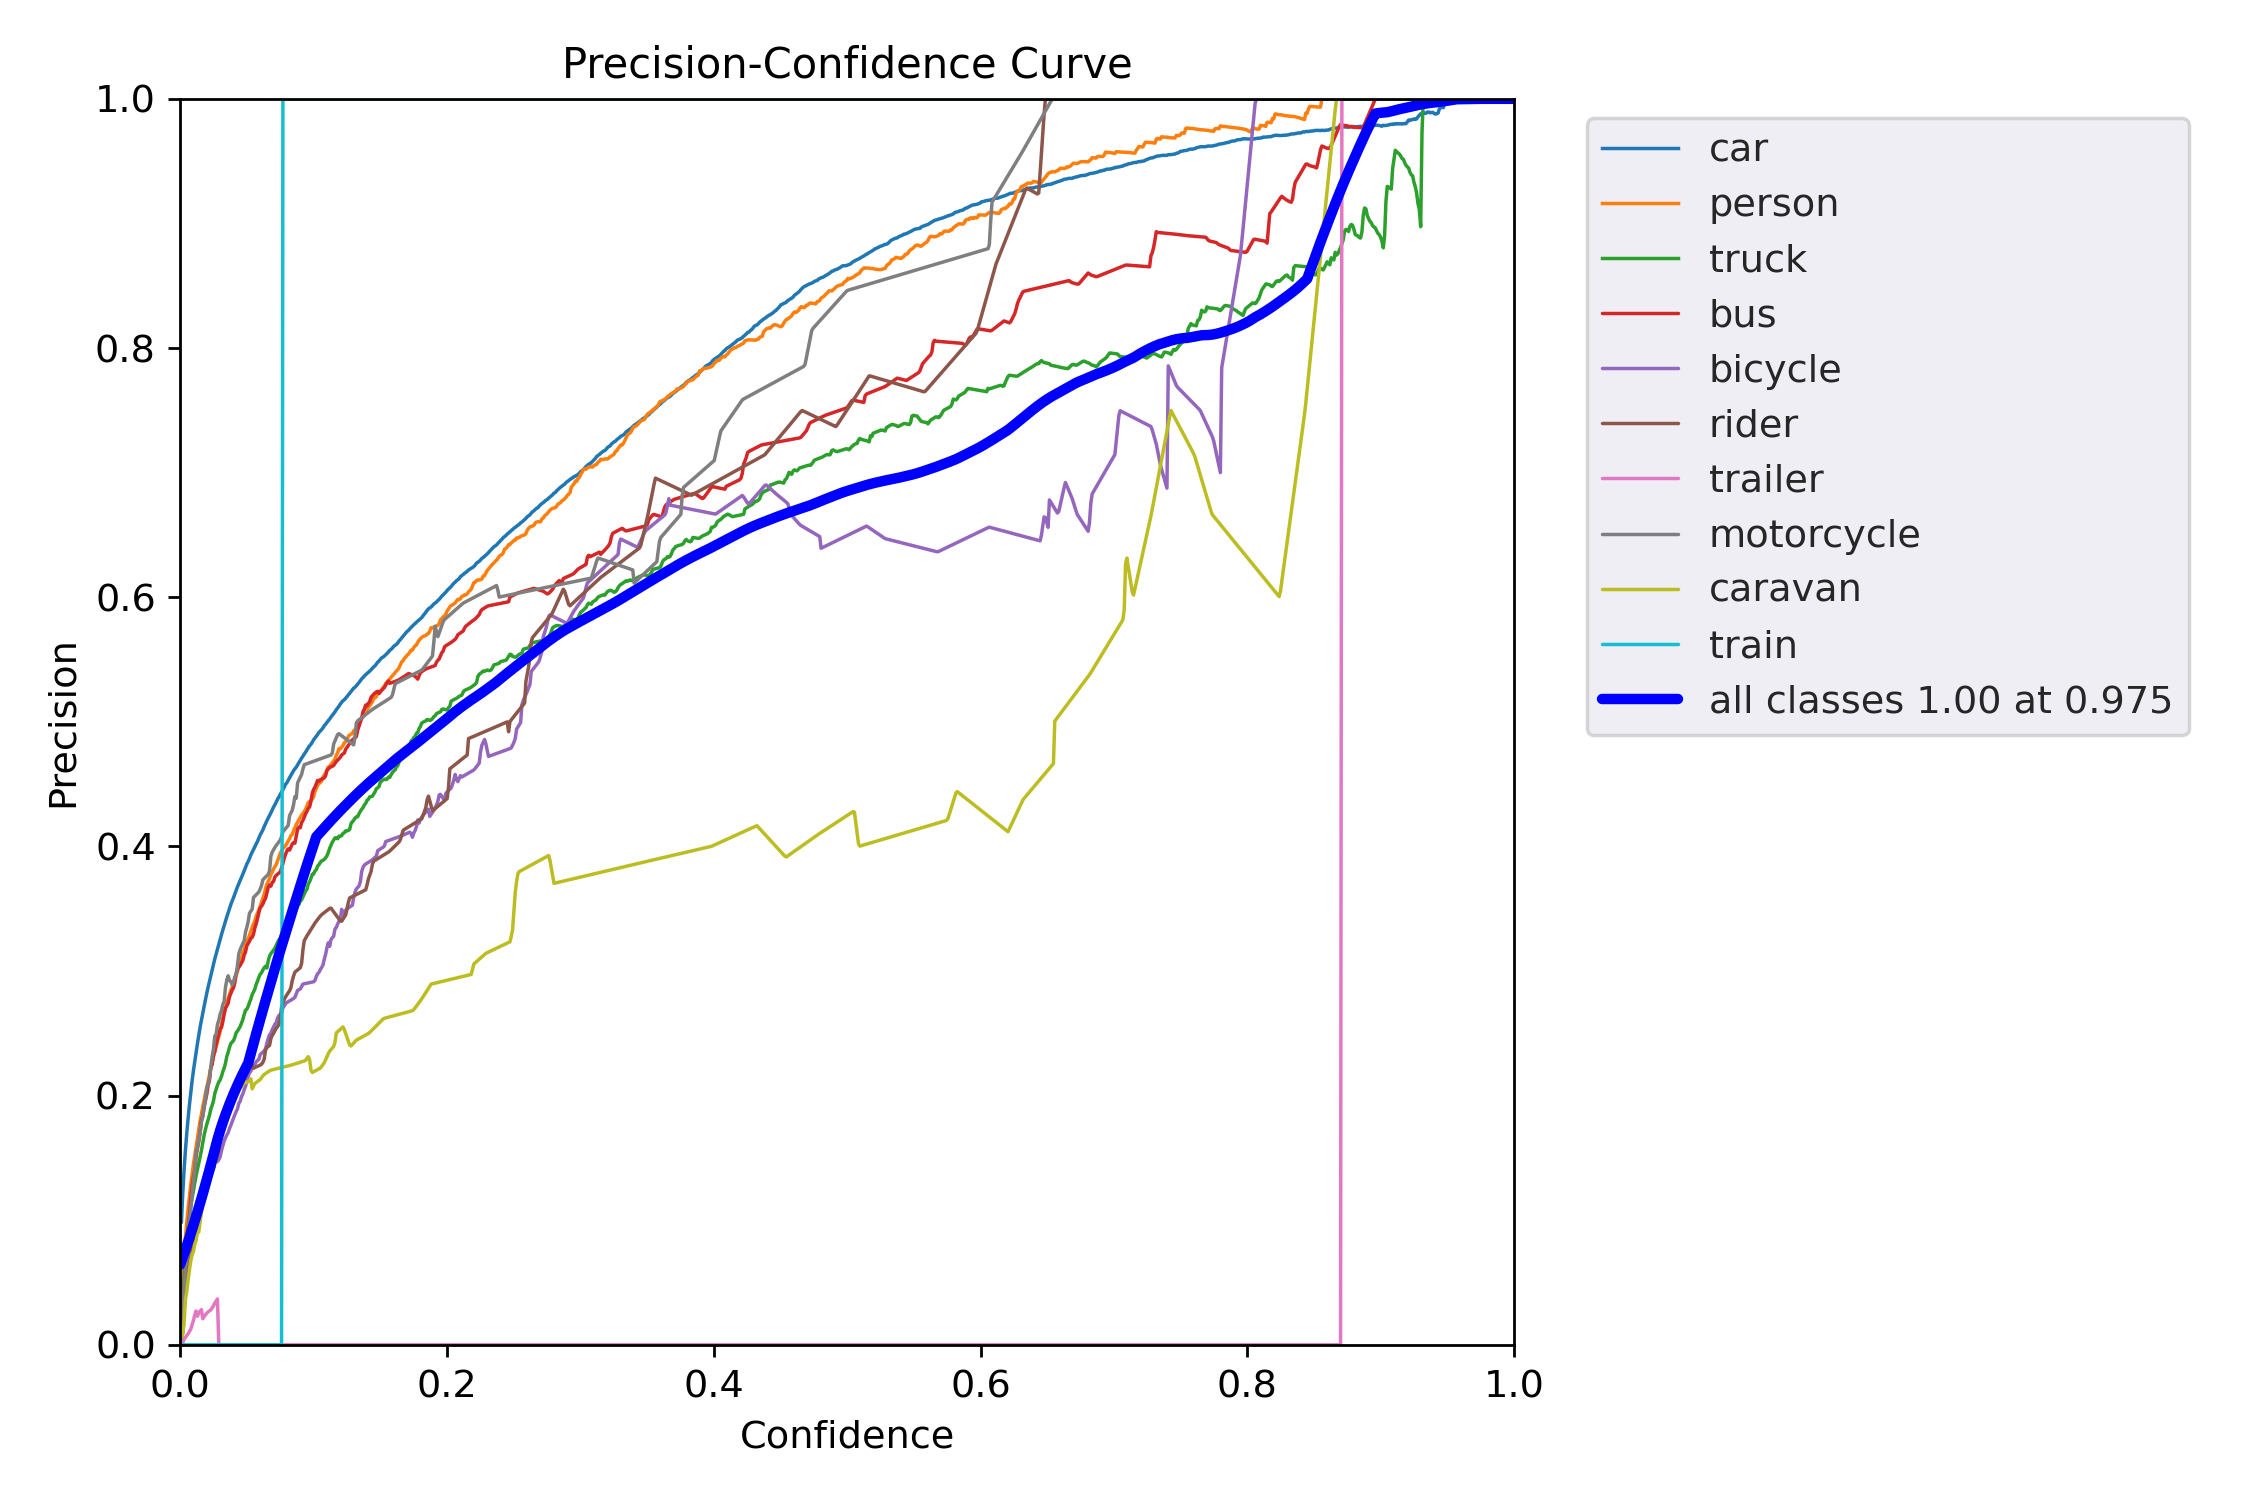 Precision-Confidence Curve
1.0
0.8
0.6
0.4
0.2
0.0
Precision
0.0 0.2 0.4 0.6 0.8 1.0
Confidence
car
person
truck
bus
bicycle
rider
trailer
motorcycle
caravan
train
all classes 1.00 at 0.975